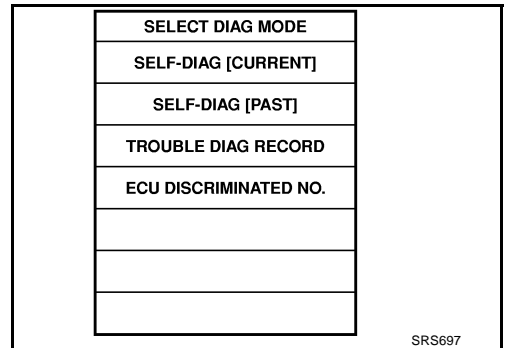 SELECT DIAG MODE
SELF-DIAG [CURRENT]
SELF-DIAG [PAST]
TROUBLE DIAG RECORD
ECU DISCRIMINATED NO.
SRS697